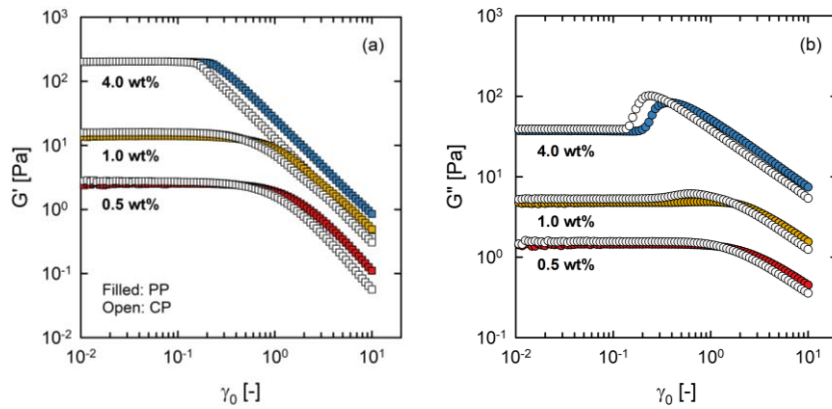 (a)
10³
10²
10¹
10⁰
10⁻¹
10⁻²
G' [Pa]
4.0 wt%
1.0 wt%
0.5 wt%
Filled: PP
Open: CP
10⁻² 10⁻¹ 10⁰ 10¹
γ₀ [-]
(b)
10³
10²
10¹
10⁰
10⁻¹
G" [Pa]
4.0 wt%
1.0 wt%
0.5 wt%
10⁻² 10⁻¹ 10⁰ 10¹
γ₀ [-]